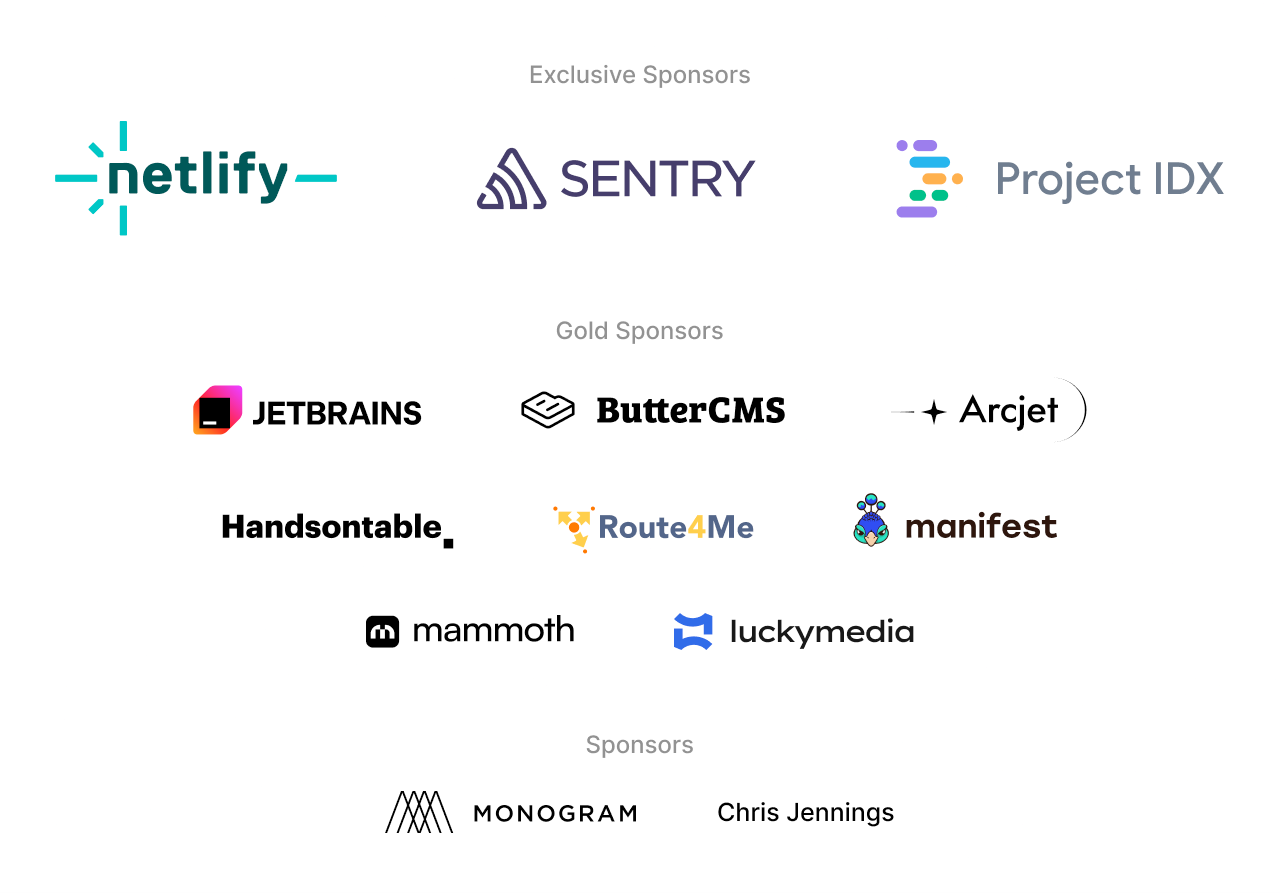 Exclusive Sponsors
netlify
SENTRY
Project IDX
Gold Sponsors
JETBRAINS
ButterCMS
Arcjet
Handsontable
Route4Me
manifest
mammoth
luckymedia
Sponsors
MONOGRAM
Chris Jennings